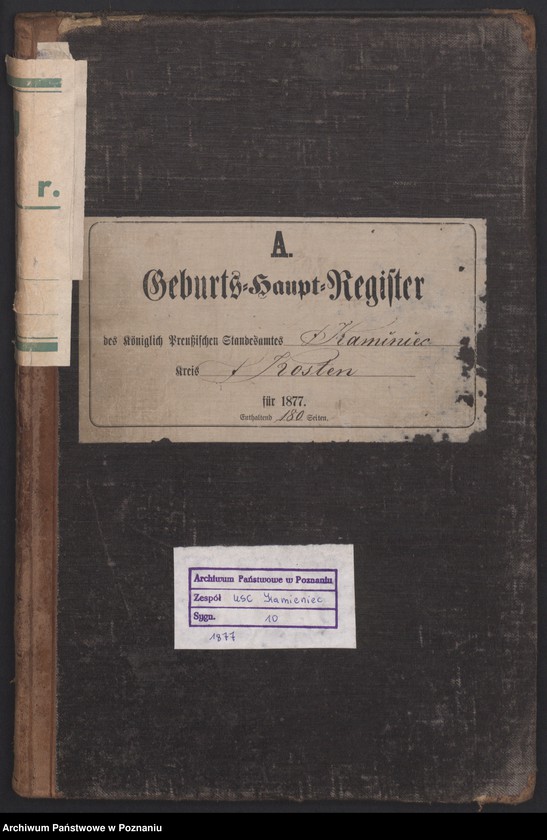 r.
A.
Geburts-Haupt-Register
des Königlich Preußischen Standesamtes Kaminiec
Kreis Kosten
für 1877.
Enthaltend 180 Seiten.
Archiwum Państwowe w Poznaniu
Zespół USC Kamieniec
Sygn. 10
1877
Archiwum Państwowe w Poznaniu